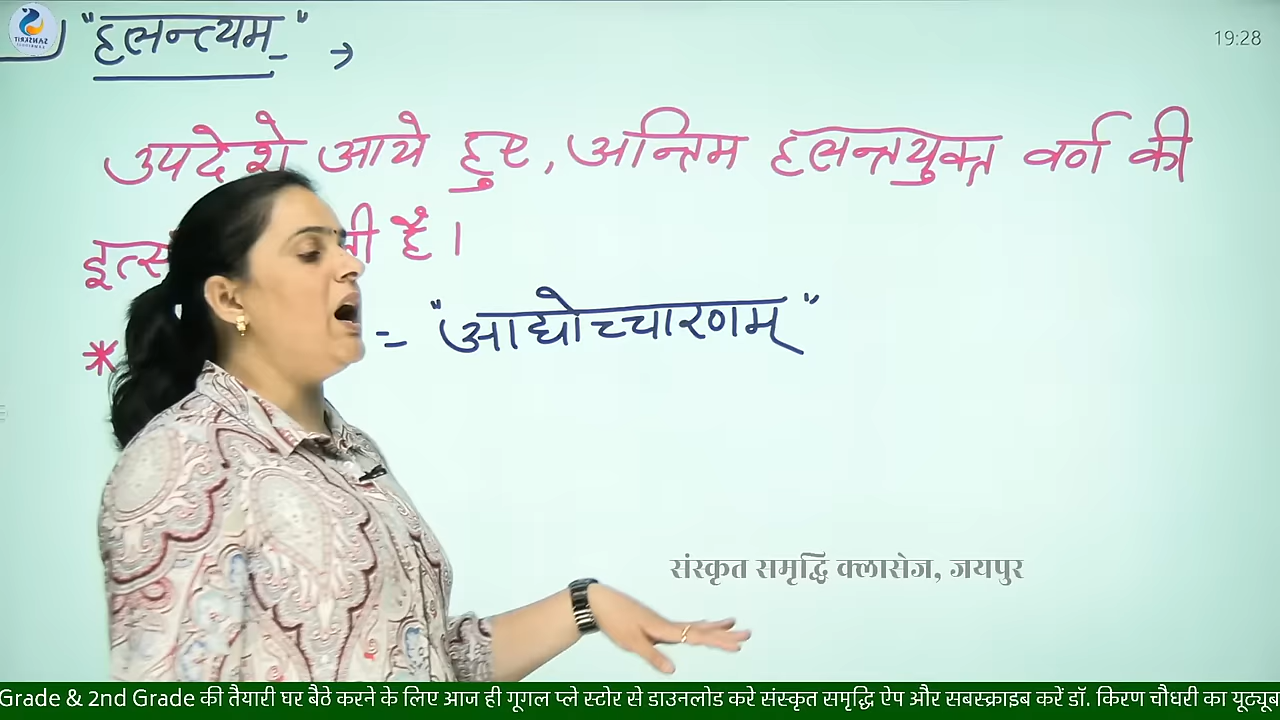 "हलन्त्यम्" →
19:28
उपदेशे आये हुए, अन्तिम हलन्तयुक्त वर्ण की
है।
* = "आद्योच्चारणम्"
संस्कृत समृद्धि क्लासेज, जयपुर
Grade & 2nd Grade की तैयारी घर बैठे करने के लिए आज ही गूगल प्ले स्टोर से डाउनलोड करे संस्कृत समृद्धि ऐप और सबस्क्राइब करें डॉ. किरण चौधरी का यूट्यूब